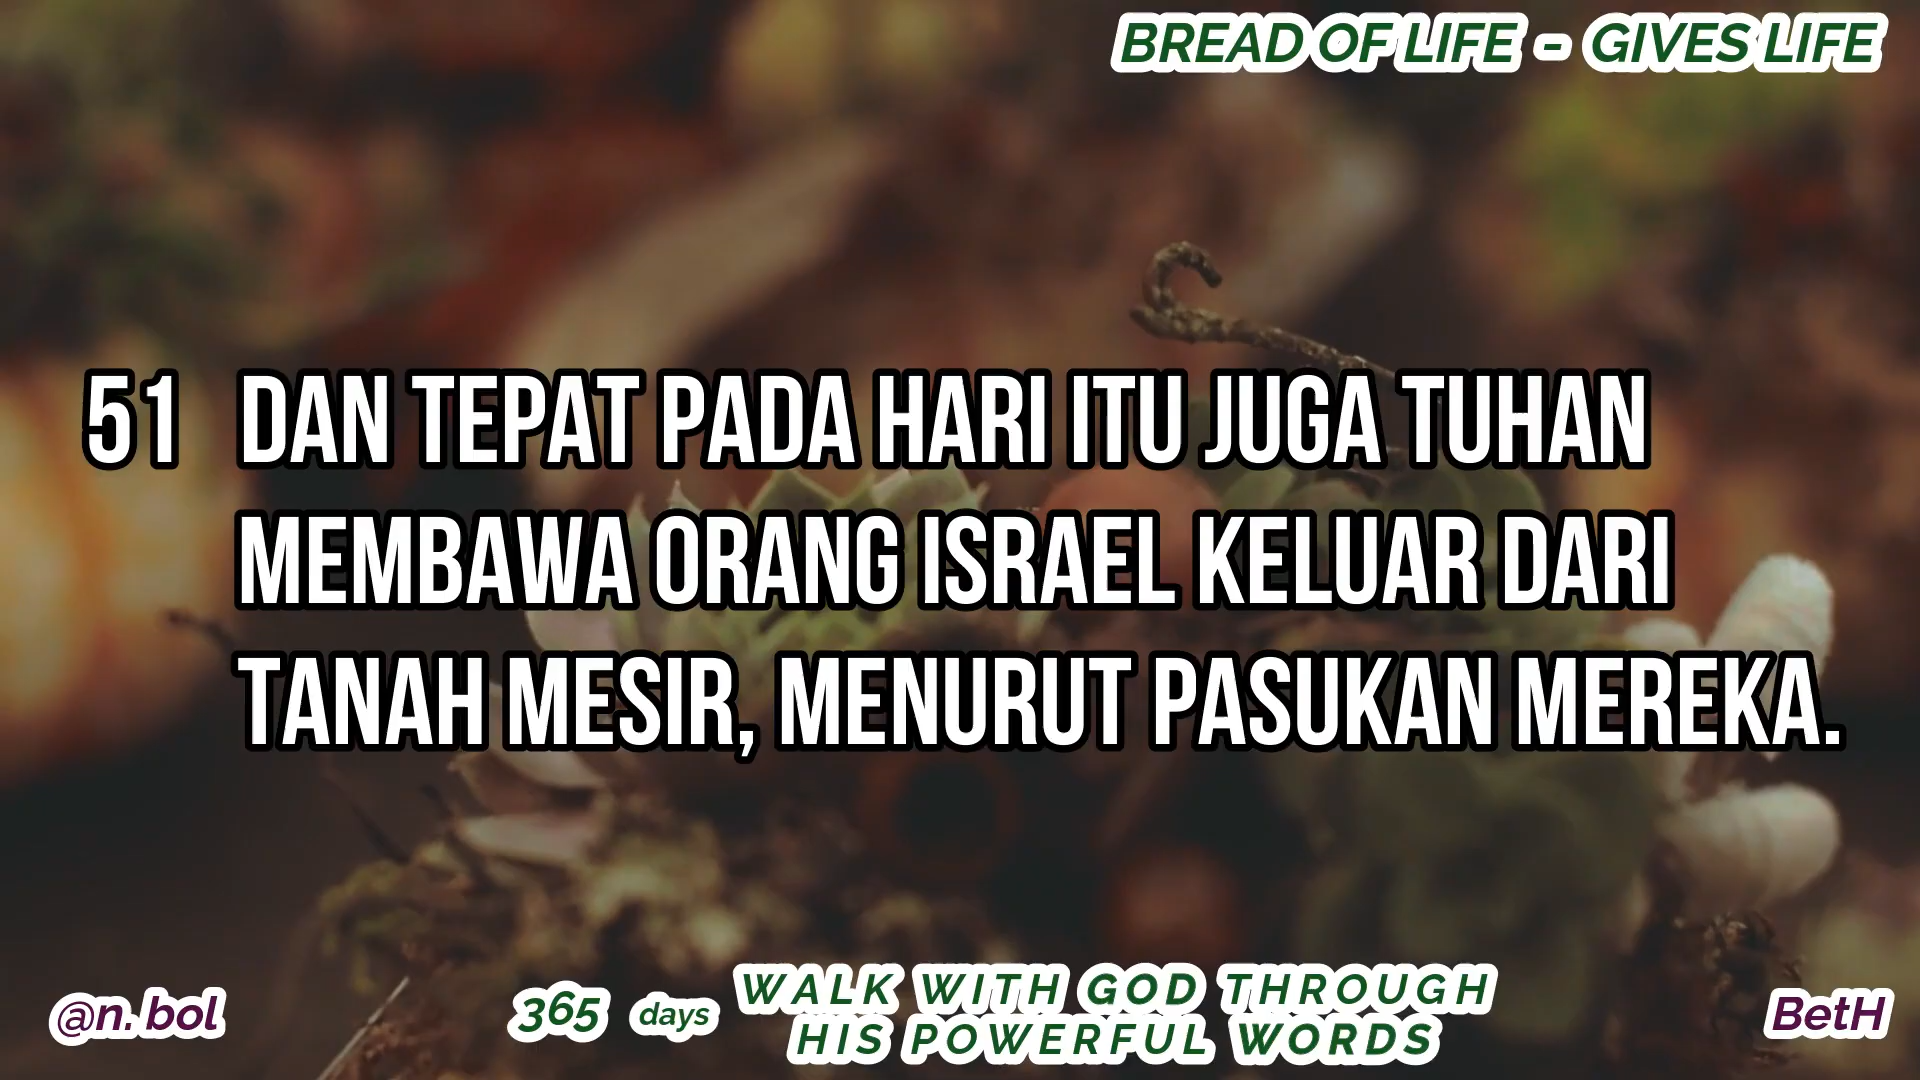 BREAD OF LIFE - GIVES LIFE
51 DAN TEPAT PADA HARI ITU JUGA TUHAN
MEMBAWA ORANG ISRAEL KELUAR DARI
TANAH MESIR, MENURUT PASUKAN MEREKA.
@n. bol
365 days
WALK WITH GOD THROUGH
HIS POWERFUL WORDS
BetH